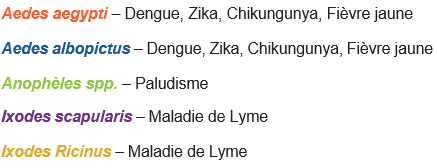 Aedes aegypti – Dengue, Zika, Chikungunya, Fièvre jaune
Aedes albopictus – Dengue, Zika, Chikungunya, Fièvre jaune
Anophèles spp. – Paludisme
Ixodes scapularis – Maladie de Lyme
Ixodes Ricinus – Maladie de Lyme